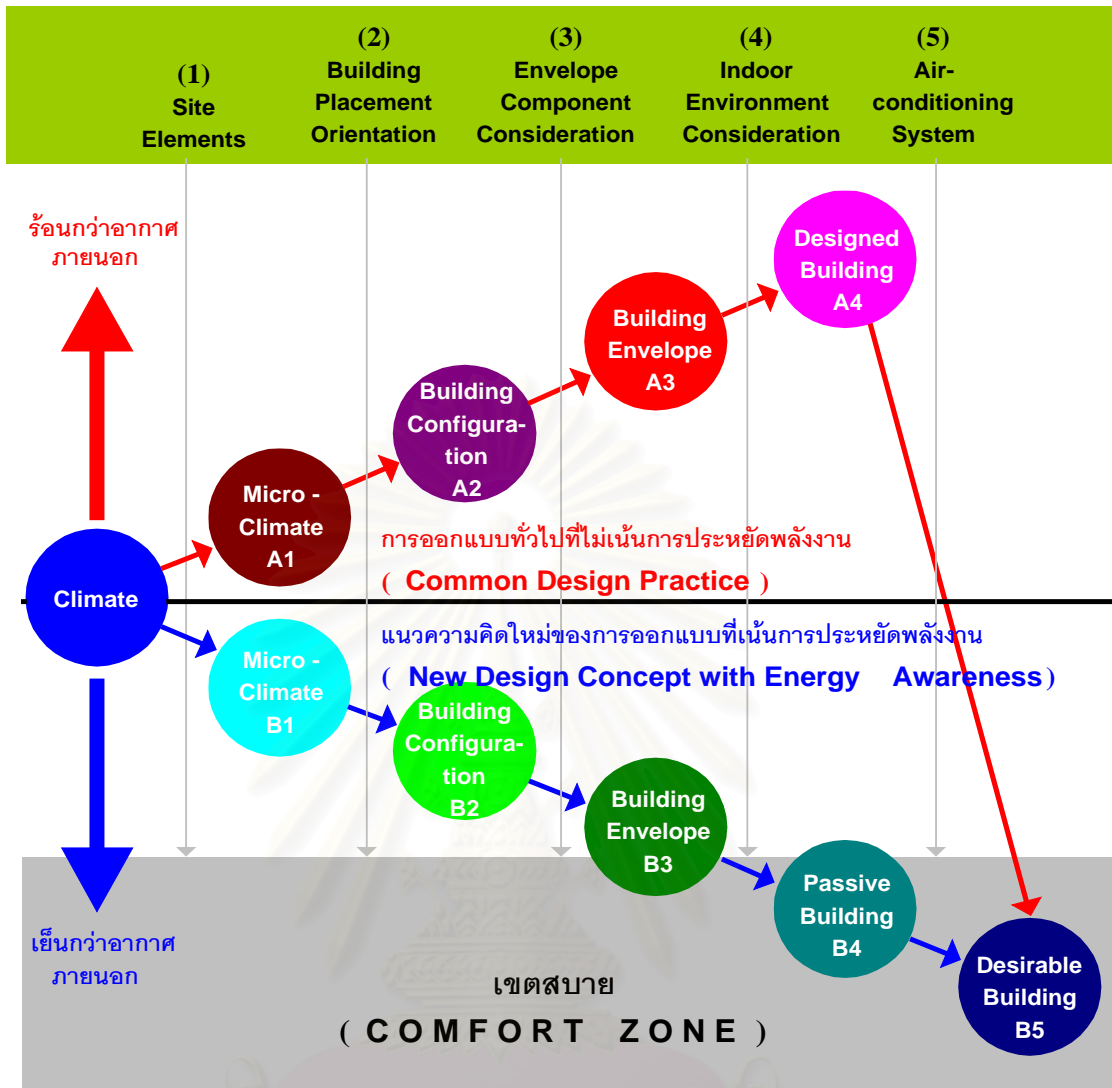 (1)
Site
Elements
(2)
Building
Placement
Orientation
(3)
Envelope
Component
Consideration
(4)
Indoor
Environment
Consideration
(5)
Air-
conditioning
System
ร้อนกว่าอากาศ
ภายนอก
Designed
Building
A4
Building
Envelope
A3
Building
Configura-
tion
A2
Micro -
Climate
A1
การออกแบบทั่วไปที่ไม่เน้นการประหยัดพลังงาน
( Common Design Practice )
Climate
แนวความคิดใหม่ของการออกแบบที่เน้นการประหยัดพลังงาน
( New Design Concept with Energy Awareness)
Micro -
Climate
B1
Building
Configura-
tion
B2
Building
Envelope
B3
Passive
Building
B4
Desirable
Building
B5
เย็นกว่าอากาศ
ภายนอก
เขตสบาย
( COMFORT ZONE )